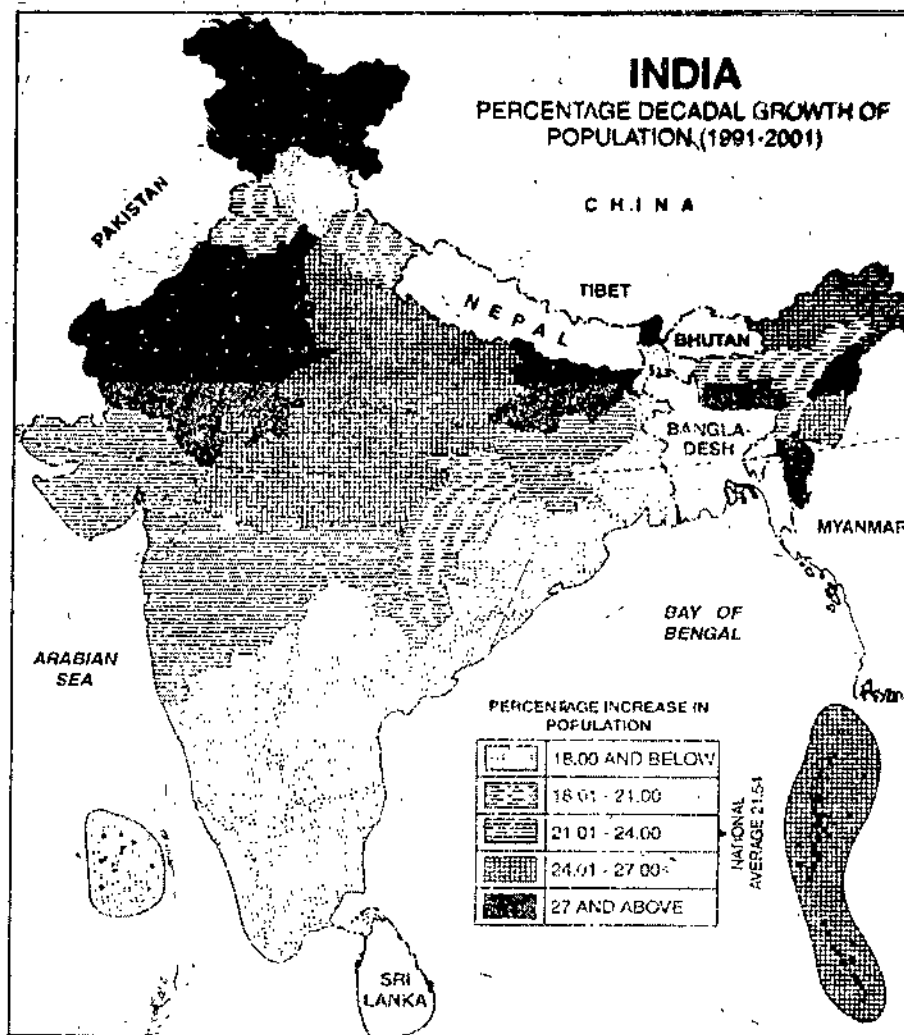 INDIA
PERCENTAGE DECADAL GROWTH OF
POPULATION (1991-2001)
PAKISTAN
CHINA
TIBET
NEPAL
BHUTAN
BANGLA-
DESH
MYANMAR
BAY OF
BENGAL
ARABIAN
SEA
PERCENTAGE INCREASE IN
POPULATION
18.00 AND BELOW
18.01 - 21.00
21.01 - 24.00
24.01 - 27.00
27 AND ABOVE
NATIONAL
AVERAGE 21.54
SRI
LANKA